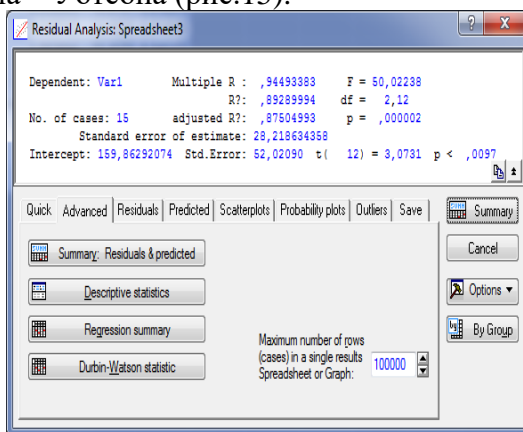 на – Уотсона (рис.13).
Residual Analysis: Spreadsheet3
Dependent: Var1 Multiple R : ,94493383 F = 50,02238
R?: ,89289994 df = 2,12
No. of cases: 15 adjusted R?: ,87504993 p = ,000002
Standard error of estimate: 28,218634358
Intercept: 159,86292074 Std.Error: 52,02090 t( 12) = 3,0731 p < ,0097
Quick Advanced Residuals Predicted Scatterplots Probability plots Outliers Save
Summary
Summary: Residuals & predicted
Cancel
Descriptive statistics
Options
Regression summary
By Group
Durbin-Watson statistic
Maximum number of rows
(cases) in a single results
Spreadsheet or Graph:
100000